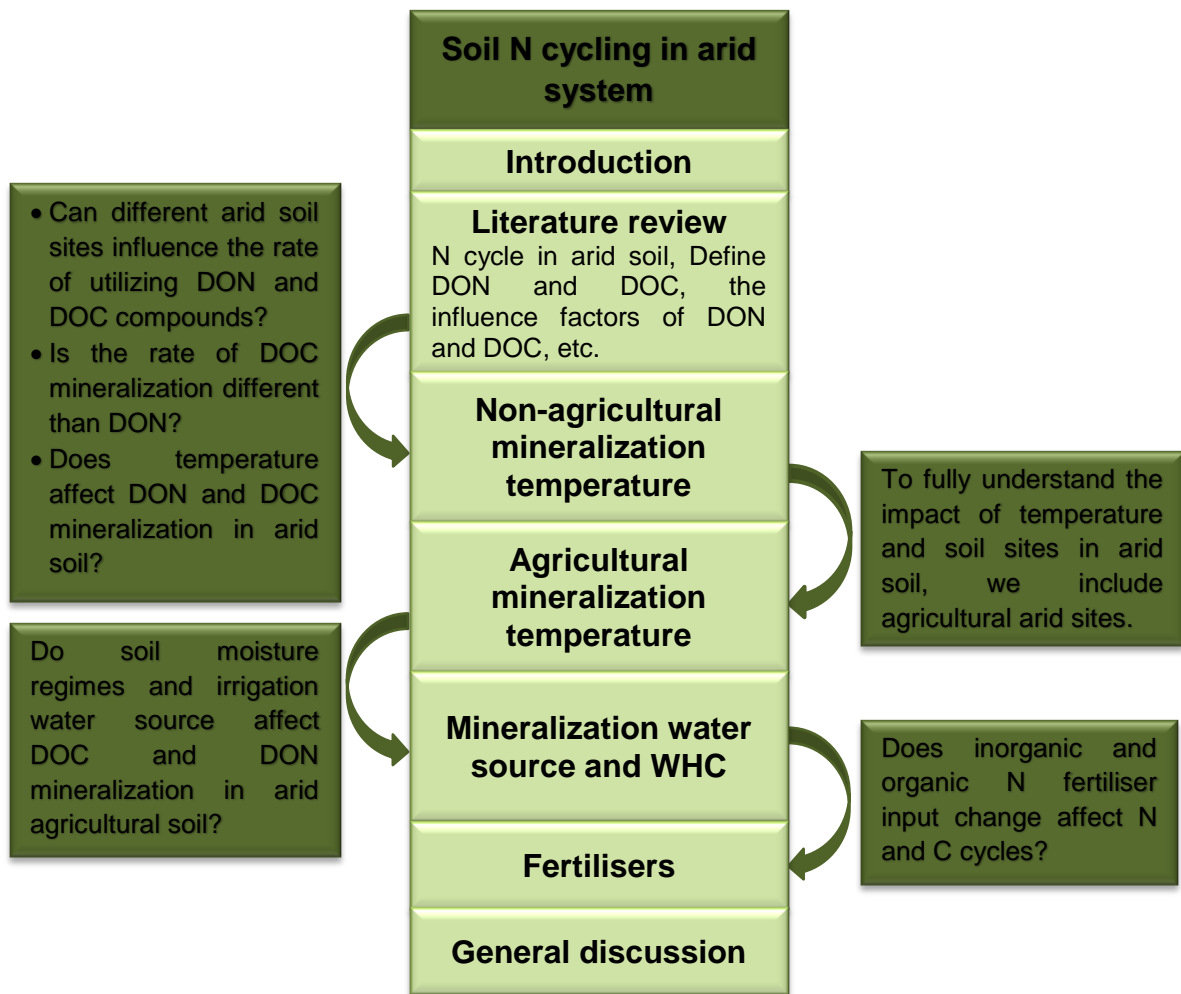 Soil N cycling in arid
system
Introduction
Literature review
N cycle in arid soil, Define
DON and DOC, the
influence factors of DON
and DOC, etc.
Non-agricultural
mineralization
temperature
Agricultural
mineralization
temperature
Mineralization water
source and WHC
Fertilisers
General discussion
• Can different arid soil
sites influence the rate
of utilizing DON and
DOC compounds?
• Is the rate of DOC
mineralization different
than DON?
• Does temperature
affect DON and DOC
mineralization in arid
soil?
To fully understand the
impact of temperature
and soil sites in arid
soil, we include
agricultural arid sites.
Do soil moisture
regimes and irrigation
water source affect
DOC and DON
mineralization in arid
agricultural soil?
Does inorganic and
organic N fertiliser
input change affect N
and C cycles?